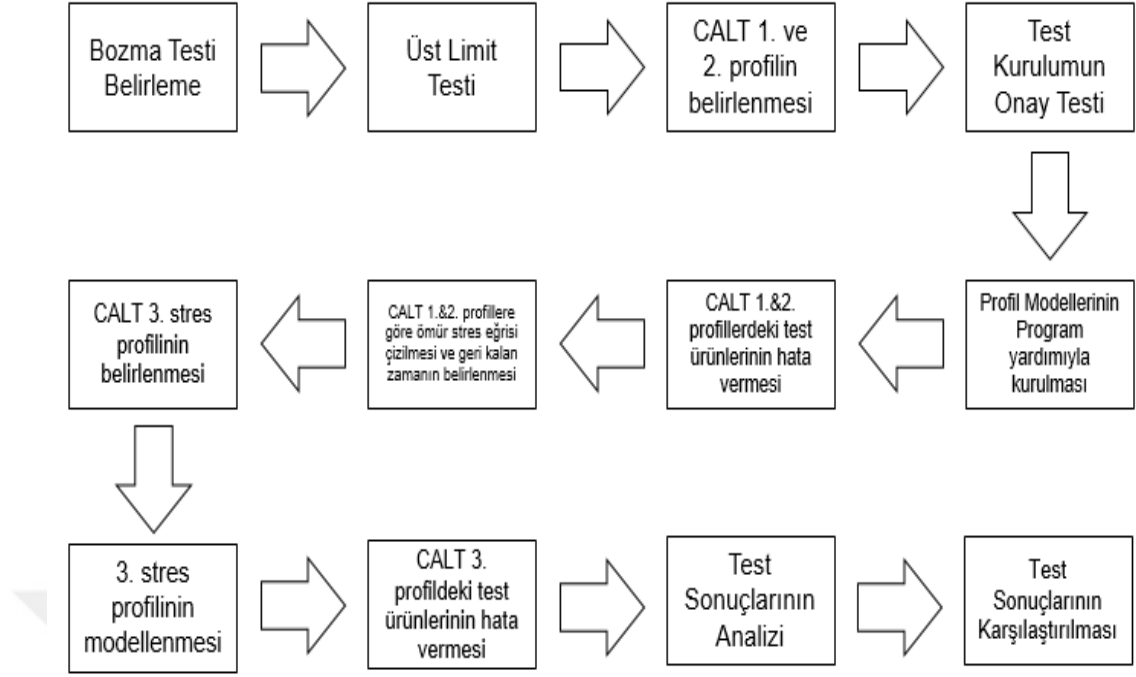 Bozma Testi
Belirleme
Üst Limit
Testi
CALT 1. ve
2. profilin
belirlenmesi
Test
Kurulumun
Onay Testi
Profil Modellerinin
Program
yardımıyla
kurulması
CALT 1.&2.
profillerdeki test
ürünlerinin hata
vermesi
CALT 1.&2. profillere
göre ömür stres eğrisi
çizilmesi ve geri kalan
zamanın belirlenmesi
CALT 3. stres
profilinin
belirlenmesi
3. stres
profilinin
modellenmesi
CALT 3.
profildeki test
ürünlerinin hata
vermesi
Test
Sonuçlarının
Analizi
Test
Sonuçlarının
Karşılaştırılması